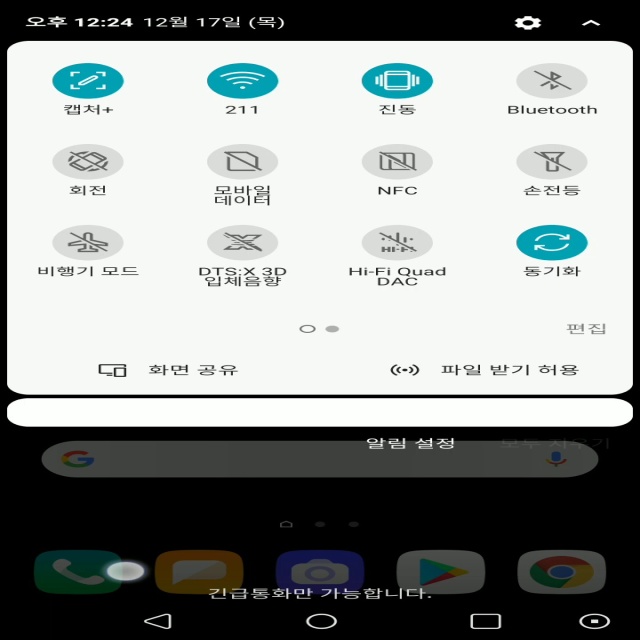 오후 12:24 12월 17일 (목)
캡처+
211
진동
Bluetooth
회전
모바일
데이터
NFC
손전등
비행기 모드
DTS:X 3D
입체음향
Hi-Fi Quad
DAC
동기화
편집
화면 공유
파일 받기 허용
알림 설정
모두 지우기
긴급통화만 가능합니다.